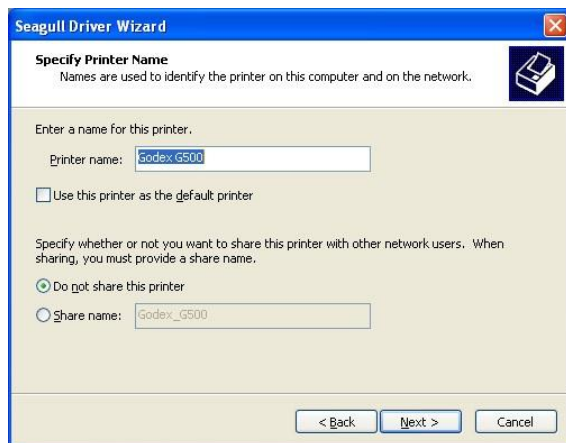 Seagull Driver Wizard
Specify Printer Name
Names are used to identify the printer on this computer and on the network.
Enter a name for this printer.
Printer name: Godex G500
Use this printer as the default printer
Specify whether or not you want to share this printer with other network users. When
sharing, you must provide a share name.
Do not share this printer
Share name: Godex_G500
< Back Next > Cancel